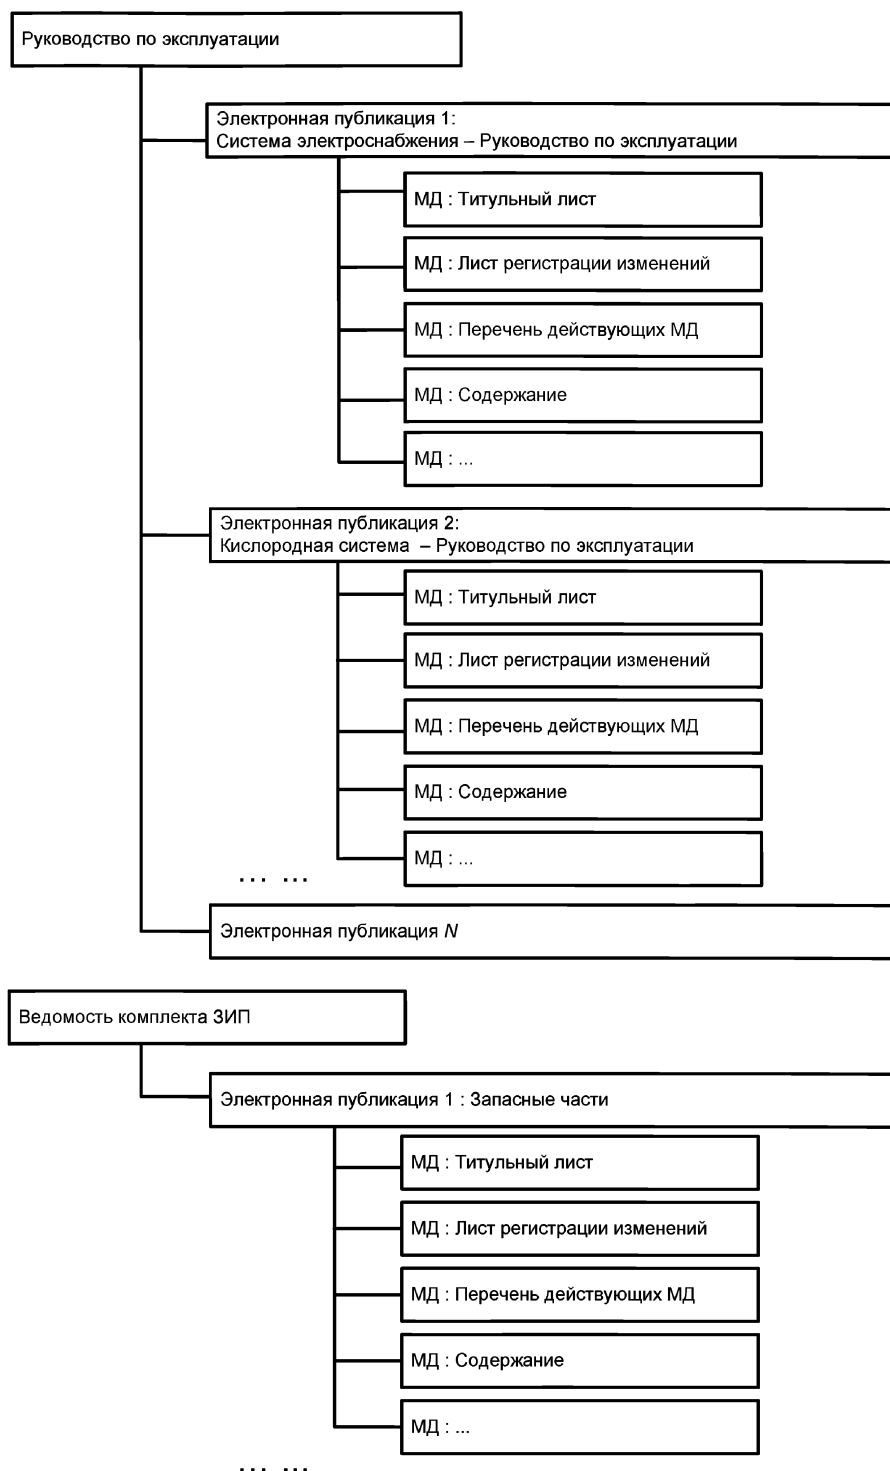 Руководство по эксплуатации
Электронная публикация 1:
Система электроснабжения – Руководство по эксплуатации
МД : Титульный лист
МД : Лист регистрации изменений
МД : Перечень действующих МД
МД : Содержание
МД : ...
Электронная публикация 2:
Кислородная система – Руководство по эксплуатации
МД : Титульный лист
МД : Лист регистрации изменений
МД : Перечень действующих МД
МД : Содержание
МД : ...
... ...
Электронная публикация N
Ведомость комплекта ЗИП
Электронная публикация 1 : Запасные части
МД : Титульный лист
МД : Лист регистрации изменений
МД : Перечень действующих МД
МД : Содержание
МД : ...
... ...